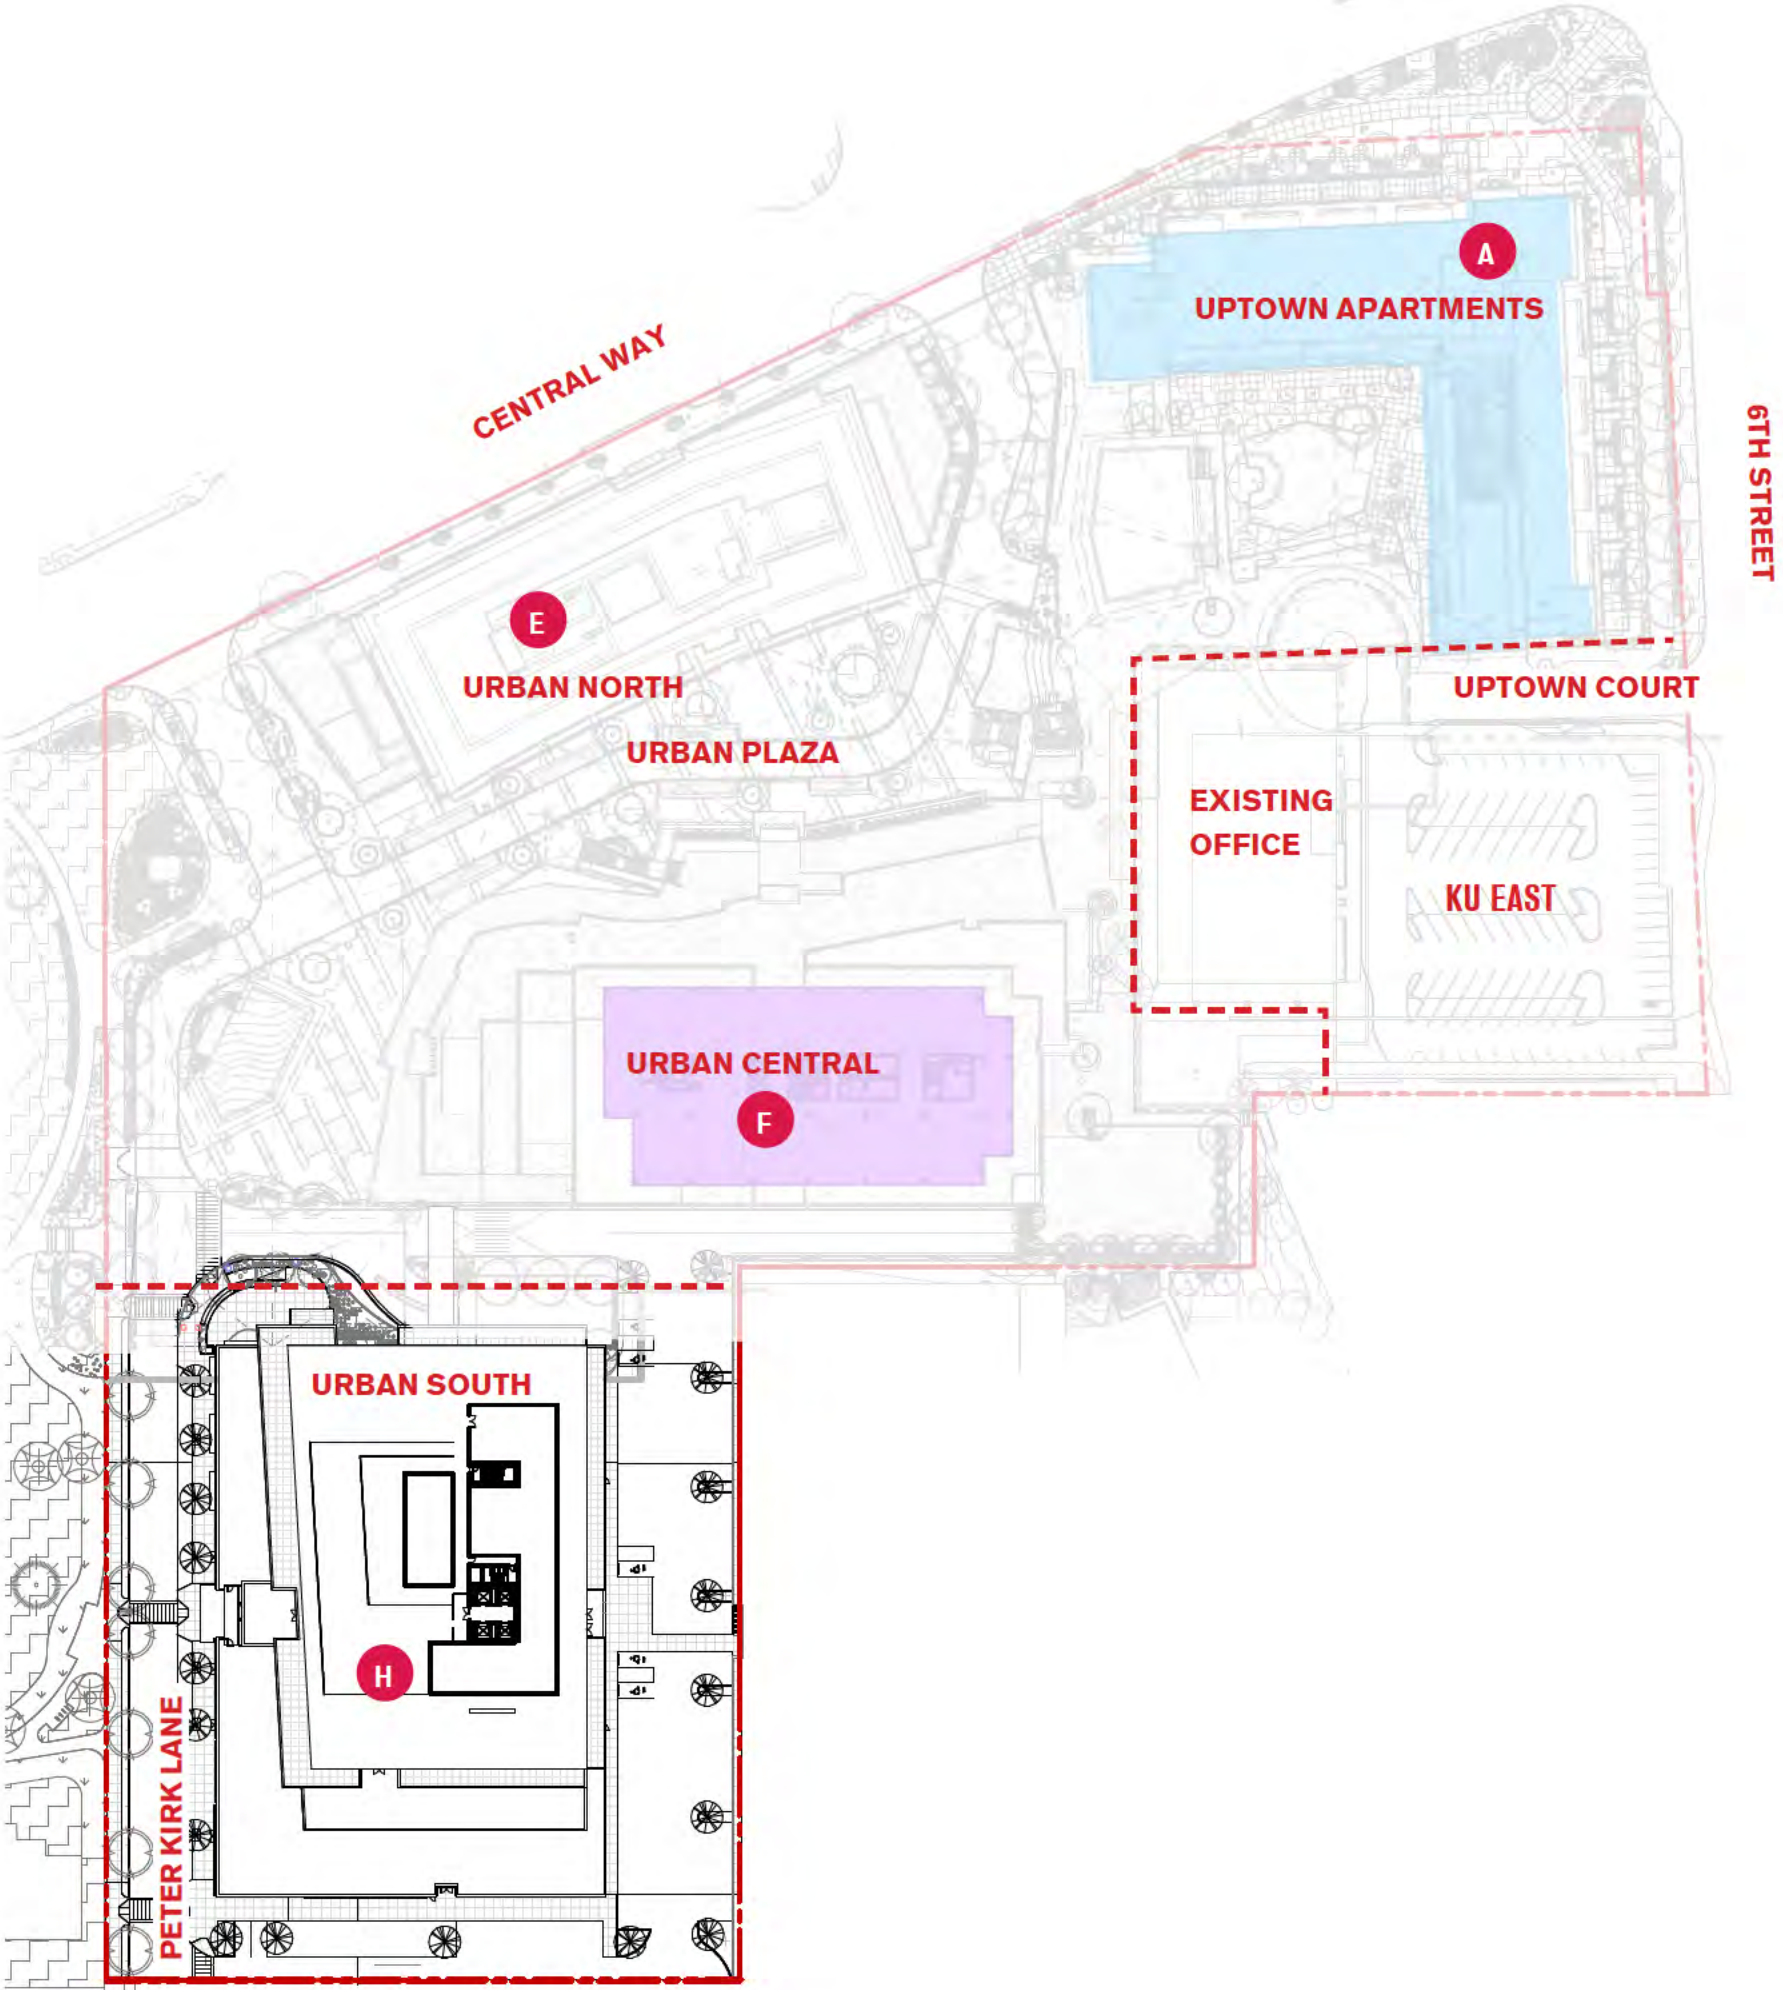 A
UPTOWN APARTMENTS
CENTRAL WAY
6TH STREET
E
URBAN NORTH
UPTOWN COURT
URBAN PLAZA
EXISTING
OFFICE
KU EAST
URBAN CENTRAL
F
URBAN SOUTH
H
PETER KIRK LANE